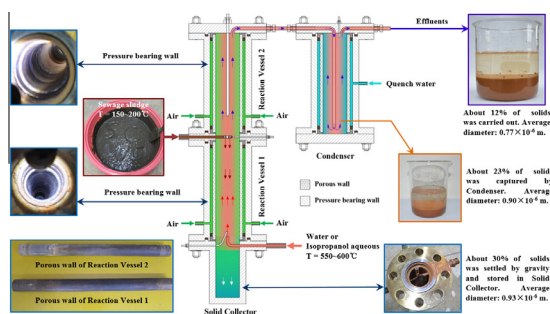 Effluents
Pressure bearing wall
Reaction Vessel 2
Quench water
About 12% of solids
was carried out. Average
diameter: 0.77×10⁻⁶ m.
Sewage sludge
T = 150~200℃
Air
Air
Condenser
About 23% of solids
was captured by
Condenser. Average
diameter: 0.90×10⁻⁶ m.
Porous wall
Pressure bearing wall
Pressure bearing wall
Reaction Vessel 1
Air
Air
Water or
Isopropanol aqueous
T = 550~600℃
Porous wall of Reaction Vessel 2
Porous wall of Reaction Vessel 1
About 30% of solids
was settled by gravity
and stored in Solid
Collector. Average
diameter: 0.93×10⁻⁶ m.
Solid Collector